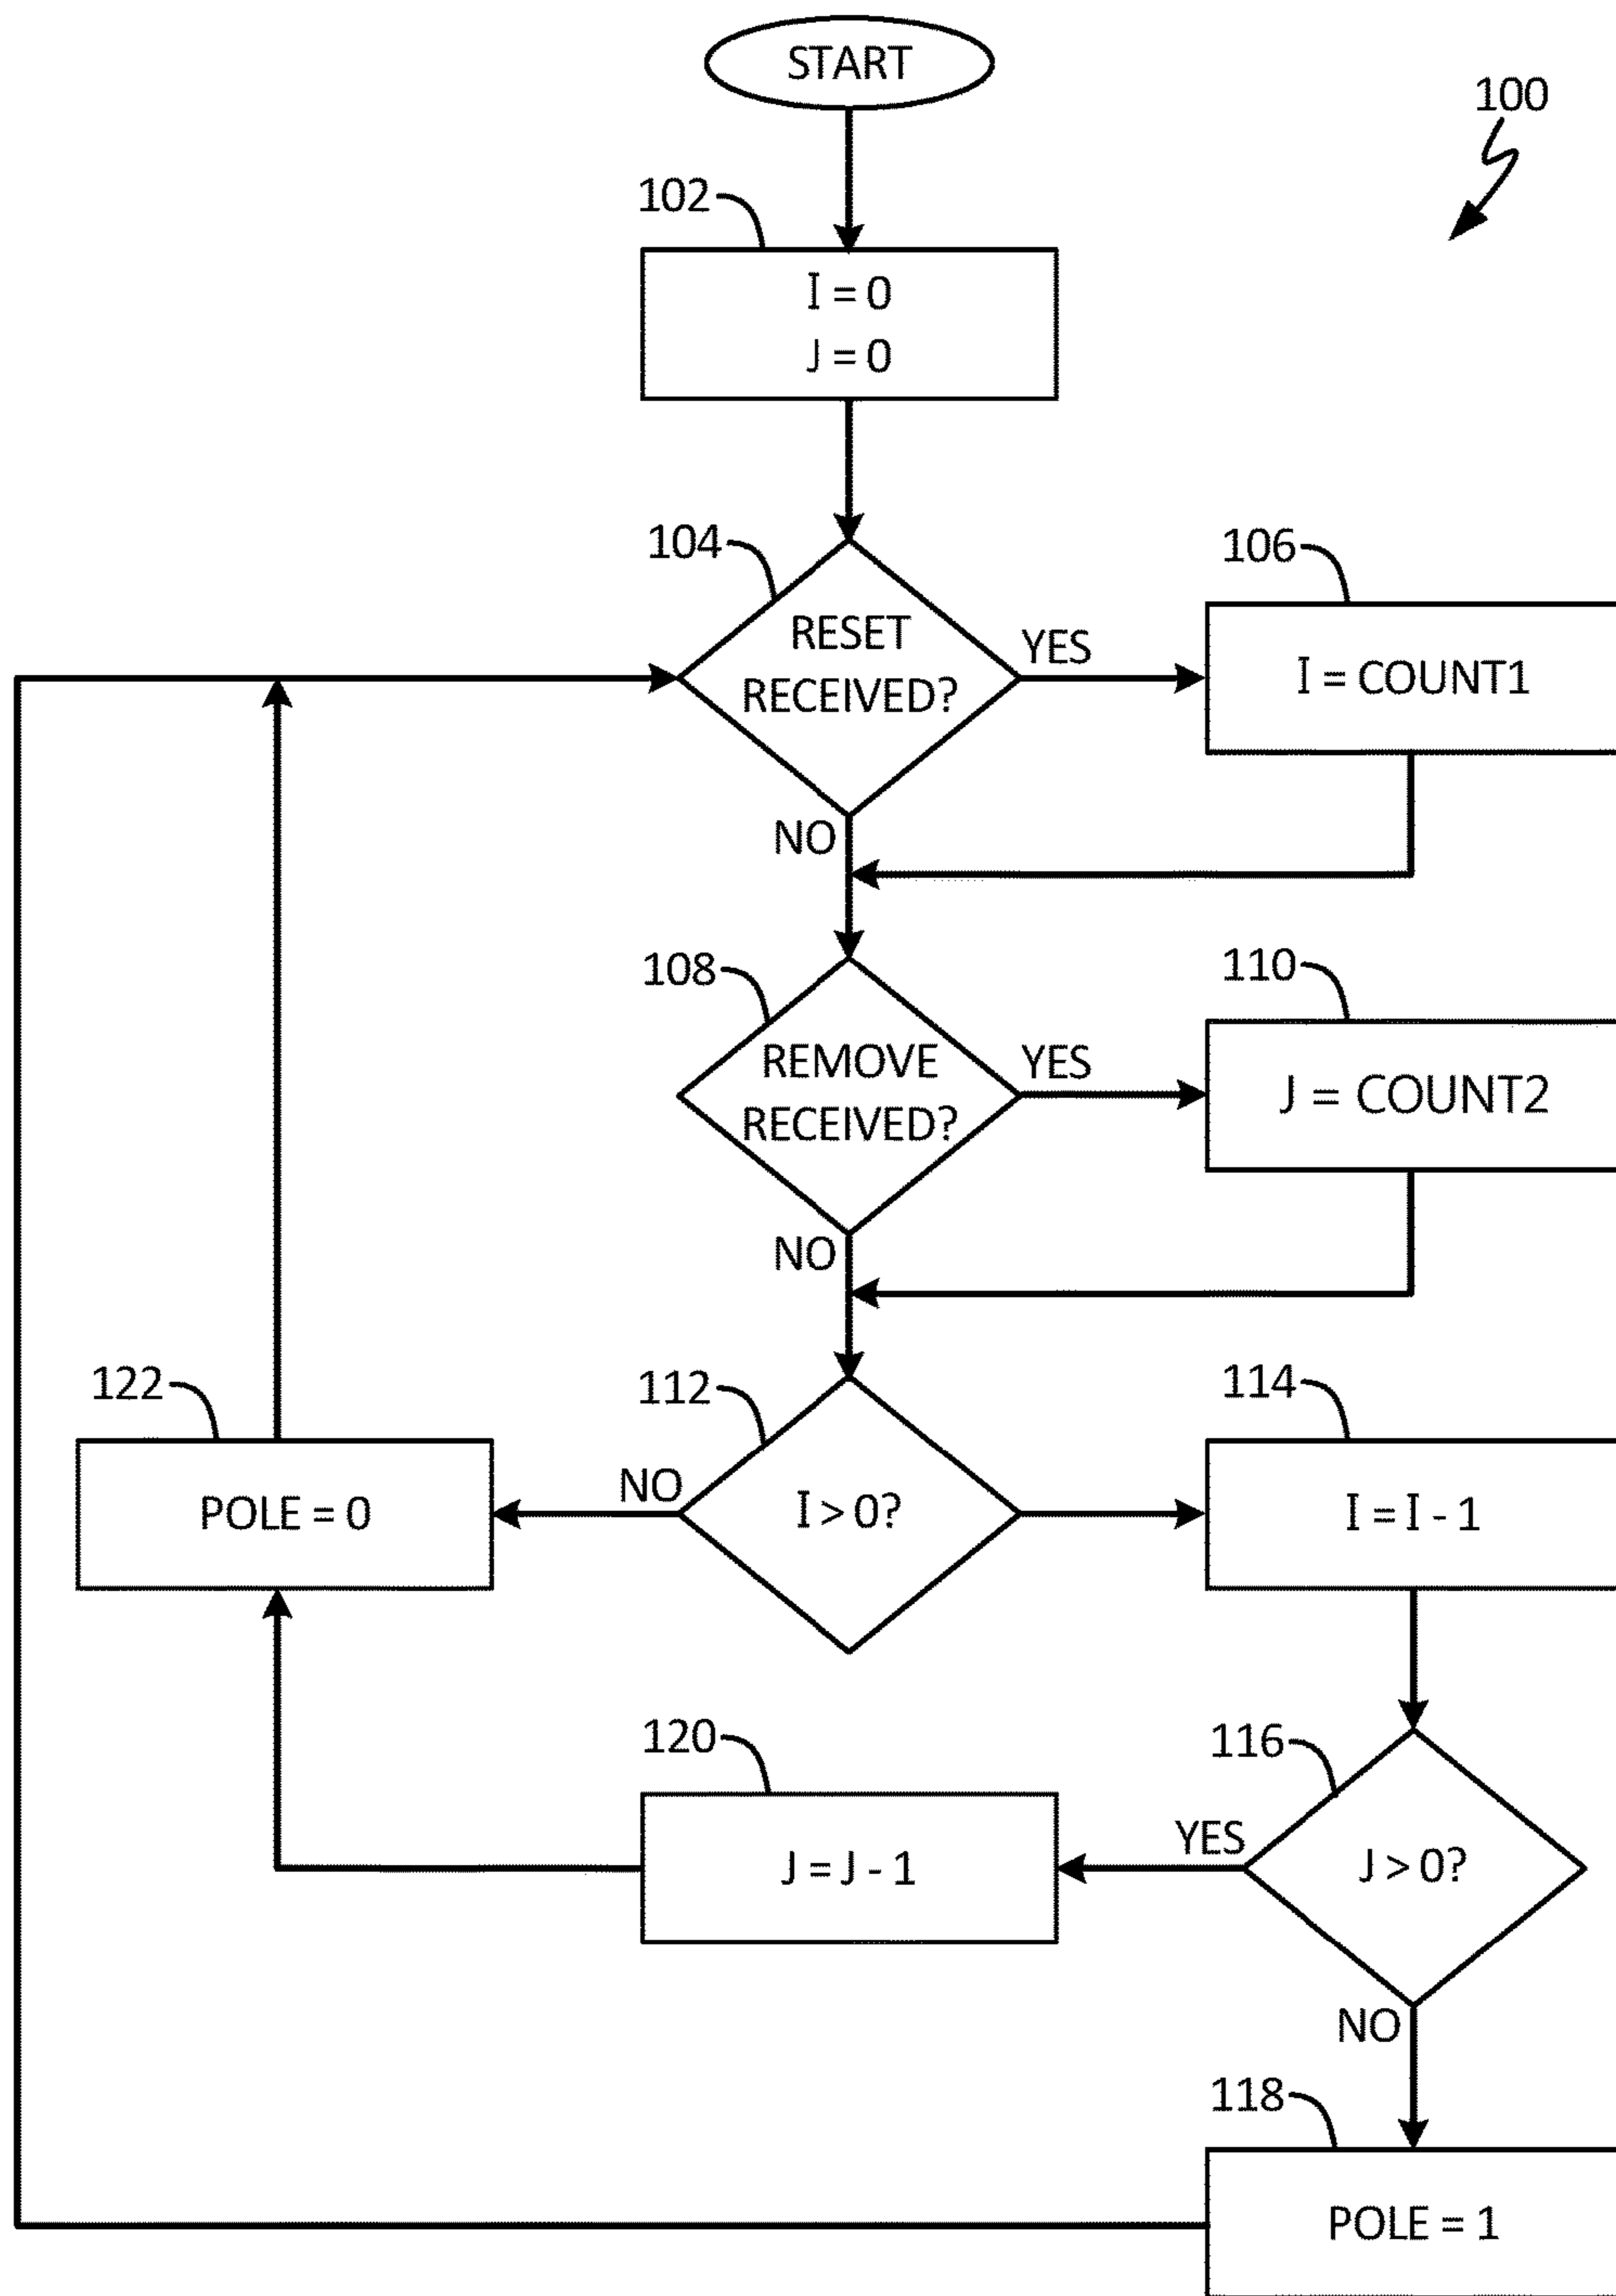 START
100
102
I = 0
J = 0
104
RESET
RECEIVED?
YES
106
I = COUNT1
NO
108
REMOVE
RECEIVED?
YES
110
J = COUNT2
NO
122
POLE = 0
NO
112
I > 0?
114
I = I - 1
120
J = J - 1
YES
116
J > 0?
NO
118
POLE = 1